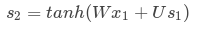 s₂ = tanh(Wx₁ + Us₁)